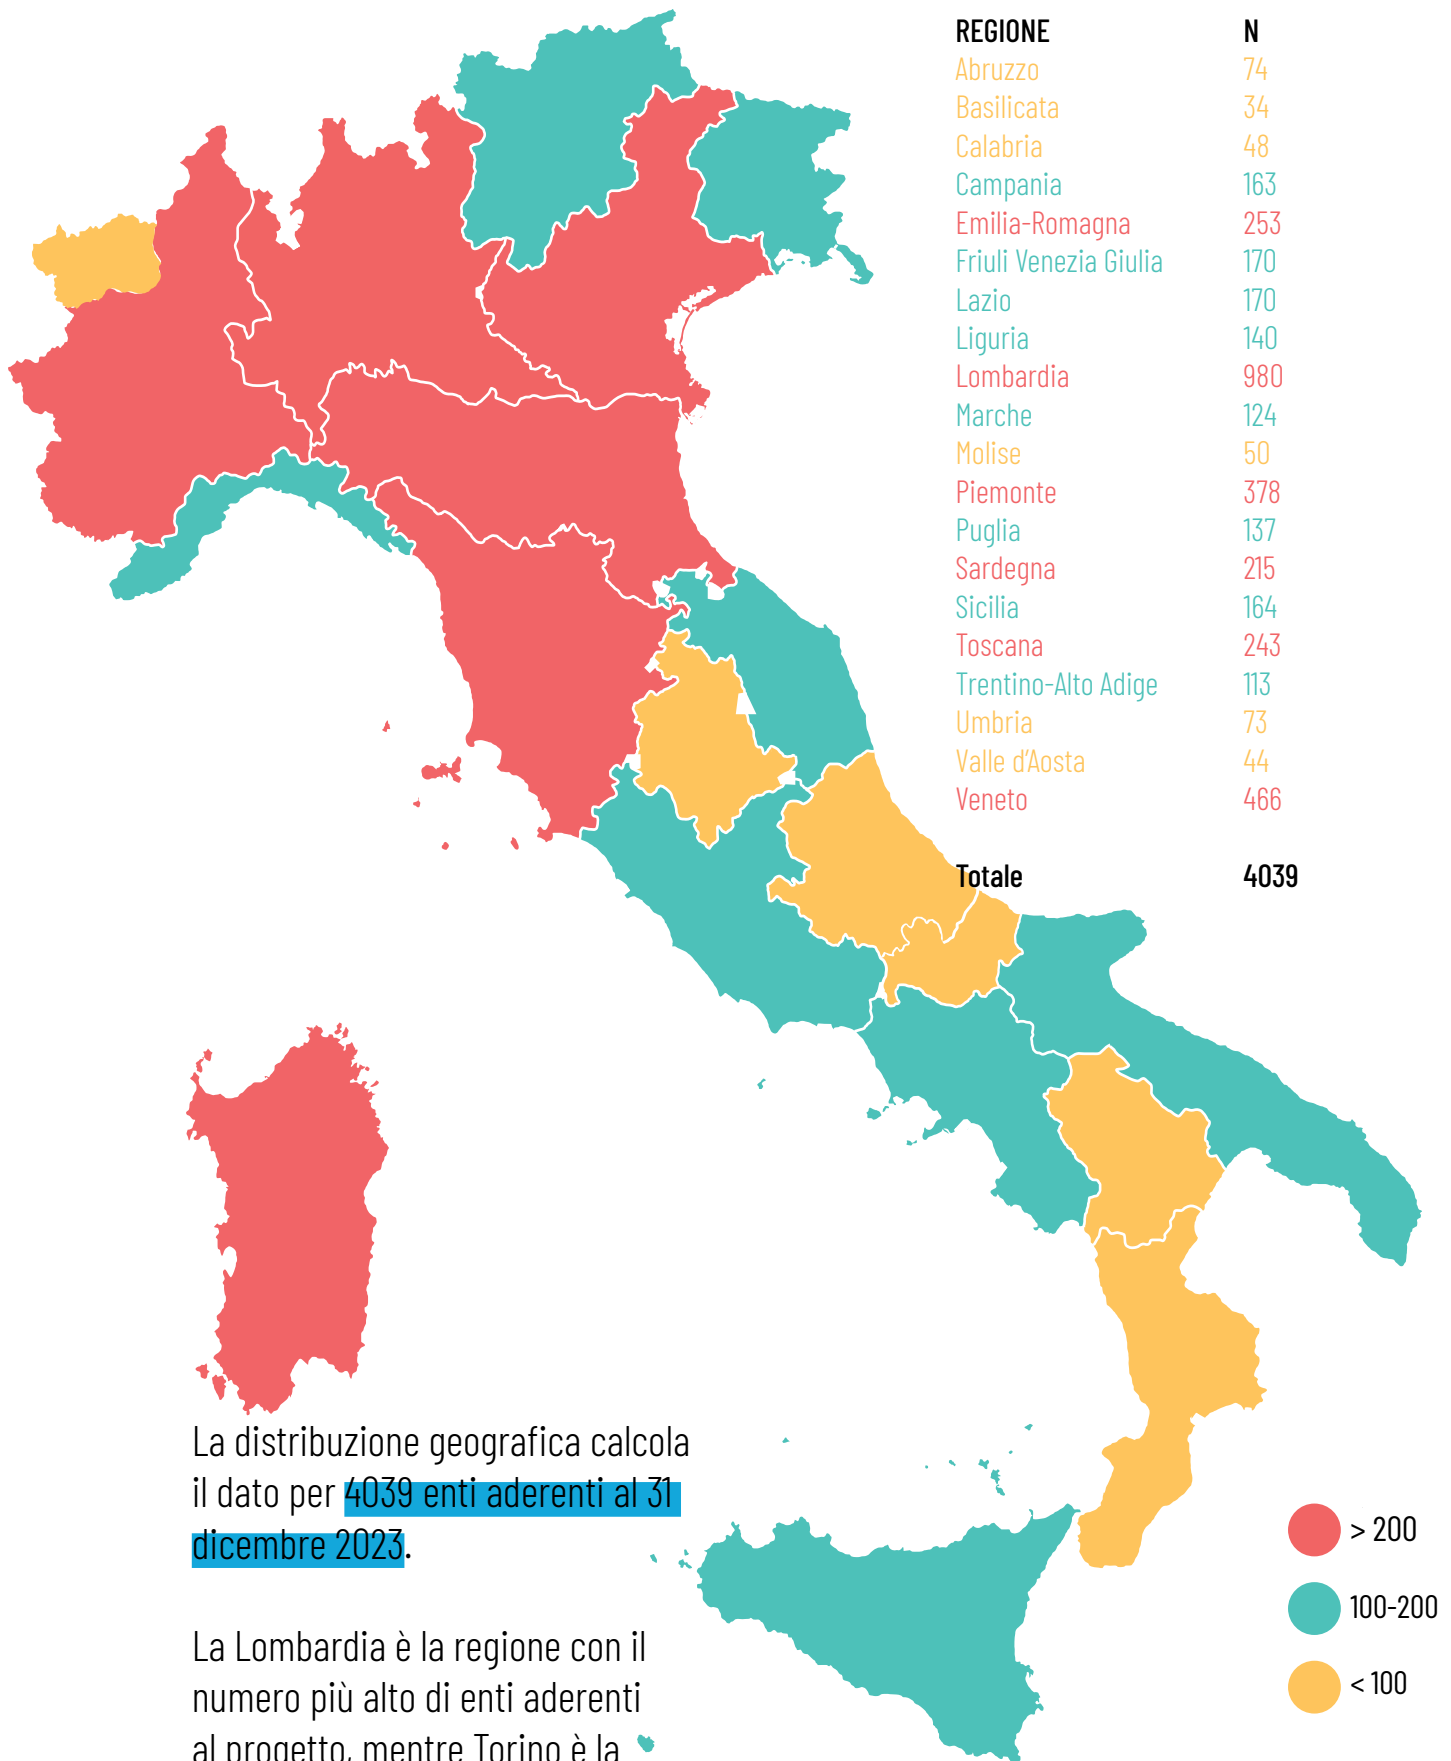 REGIONE N
Abruzzo 74
Basilicata 34
Calabria 48
Campania 163
Emilia-Romagna 253
Friuli Venezia Giulia 170
Lazio 170
Liguria 140
Lombardia 980
Marche 124
Molise 50
Piemonte 378
Puglia 137
Sardegna 215
Sicilia 164
Toscana 243
Trentino-Alto Adige 113
Umbria 73
Valle d'Aosta 44
Veneto 466
Totale 4039
La distribuzione geografica calcola
il dato per 4039 enti aderenti al 31
dicembre 2023.
La Lombardia è la regione con il
numero più alto di enti aderenti
al progetto, mentre Torino è la
> 200
100-200
< 100